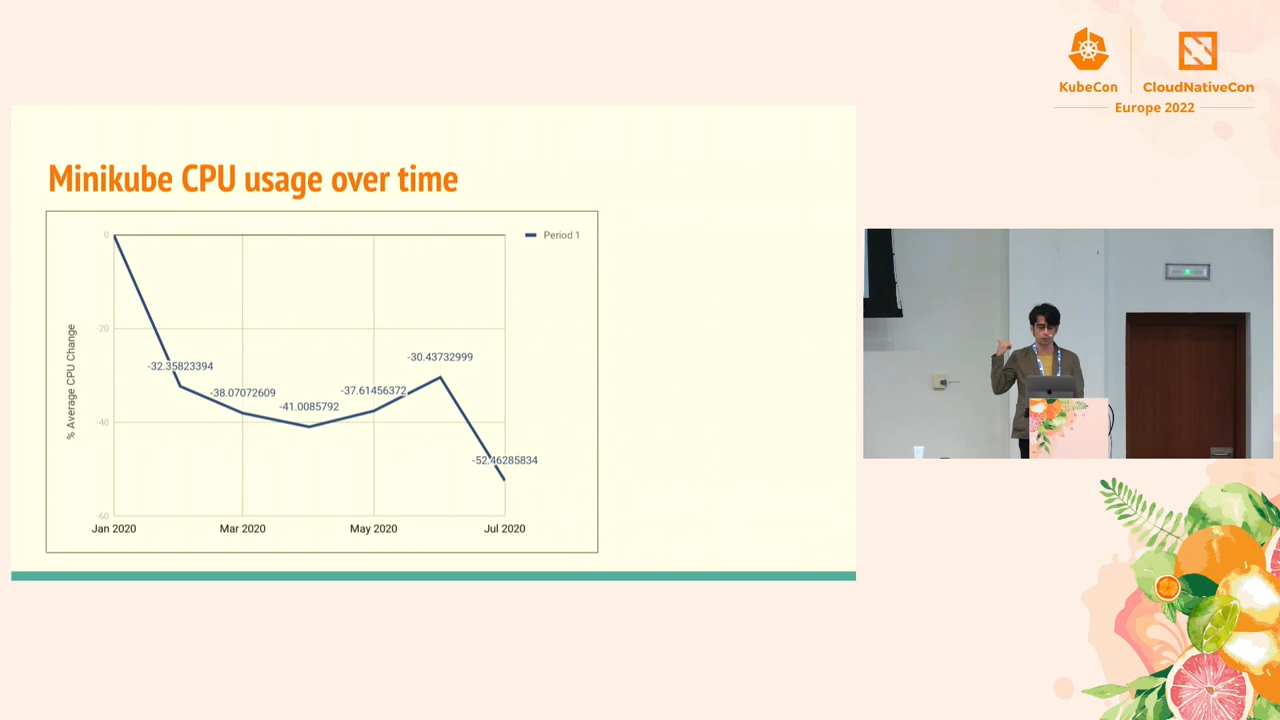 KubeCon
CloudNativeCon
Europe 2022
Minikube CPU usage over time
Period 1
% Average CPU Change
0
-20
-40
-60
-32.35823394
-38.07072609
-41.0085792
-37.61456372
-30.43732999
-52.46285834
Jan 2020
Mar 2020
May 2020
Jul 2020